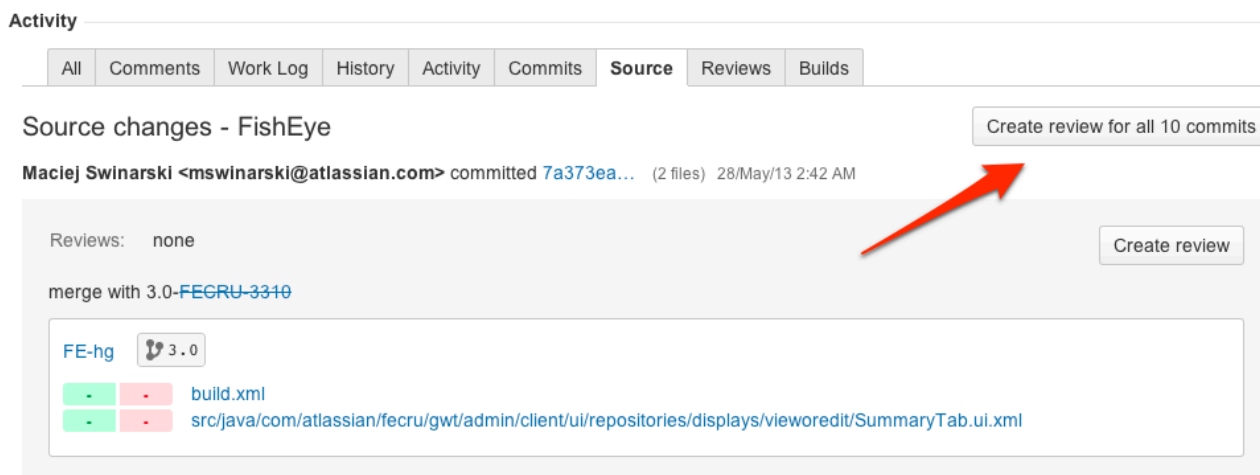 Activity
All Comments Work Log History Activity Commits Source Reviews Builds
Source changes - FishEye
Create review for all 10 commits
Maciej Swinarski <mswinarski@atlassian.com> committed 7a373ea... (2 files) 28/May/13 2:42 AM
Reviews: none
Create review
merge with 3.0-FECRU-3310
FE-hg 3.0
- - build.xml
- - src/java/com/atlassian/fecru/gwt/admin/client/ui/repositories/displays/vieworedit/SummaryTab.ui.xml